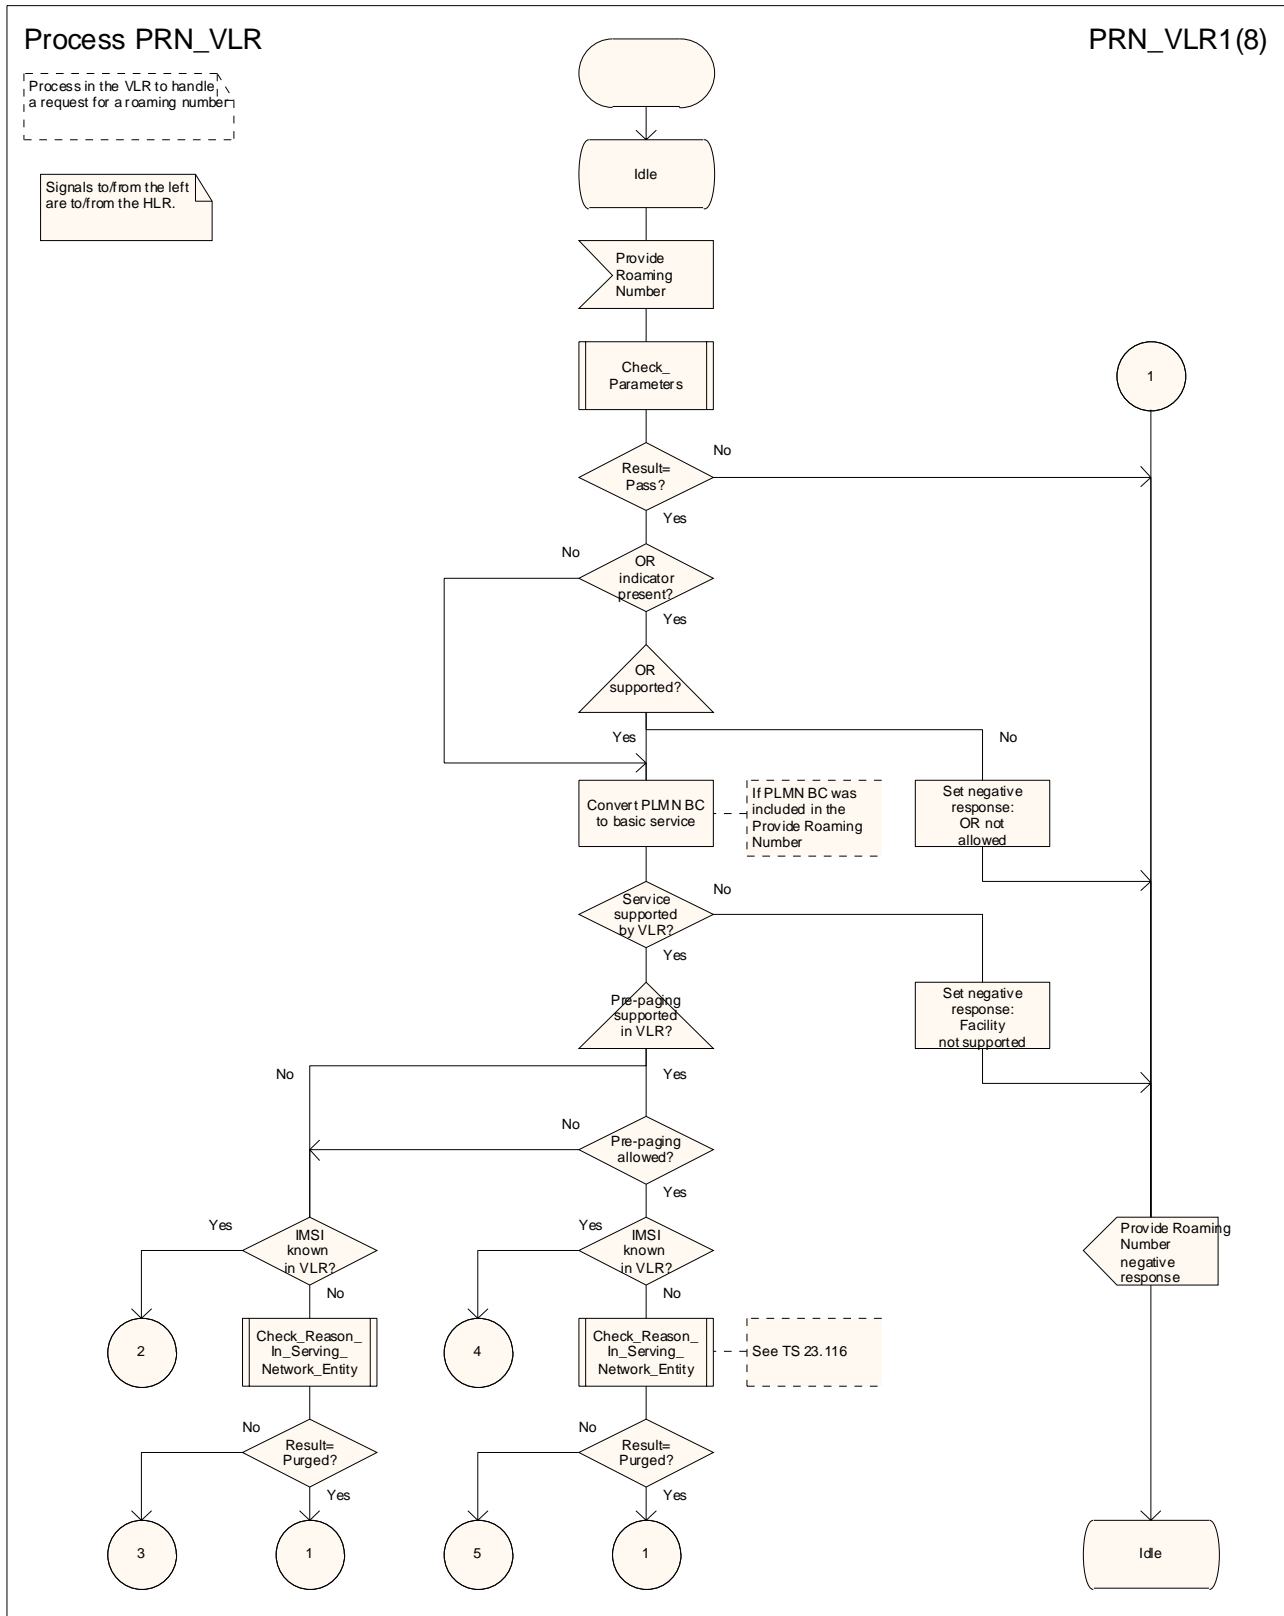 Process PRN_VLR
PRN_VLR1(8)
Process in the VLR to handle
a request for a roaming number
Signals to/from the left
are to/from the HLR.
Idle
Provide
Roaming
Number
Check_
Parameters
1
Result=
Pass?
No
Yes
OR
indicator
present?
No
Yes
OR
supported?
Yes
No
Convert PLMN BC
to basic service
If PLMN BC was
included in the
Provide Roaming
Number
Set negative
response:
OR not
allowed
Service
supported
by VLR?
No
Yes
Pre-paging
supported
in VLR?
Set negative
response:
Facility
not supported
No
Yes
No
Pre-paging
allowed?
Yes
Yes
IMSI
known
in VLR?
No
Yes
IMSI
known
in VLR?
No
Provide Roaming
Number
negative
response
2
Check_Reason_
In_Serving_
Network_Entity
4
Check_Reason_
In_Serving_
Network_Entity
See TS 23.116
No
Result=
Purged?
Yes
No
Result=
Purged?
Yes
3
1
5
1
Idle